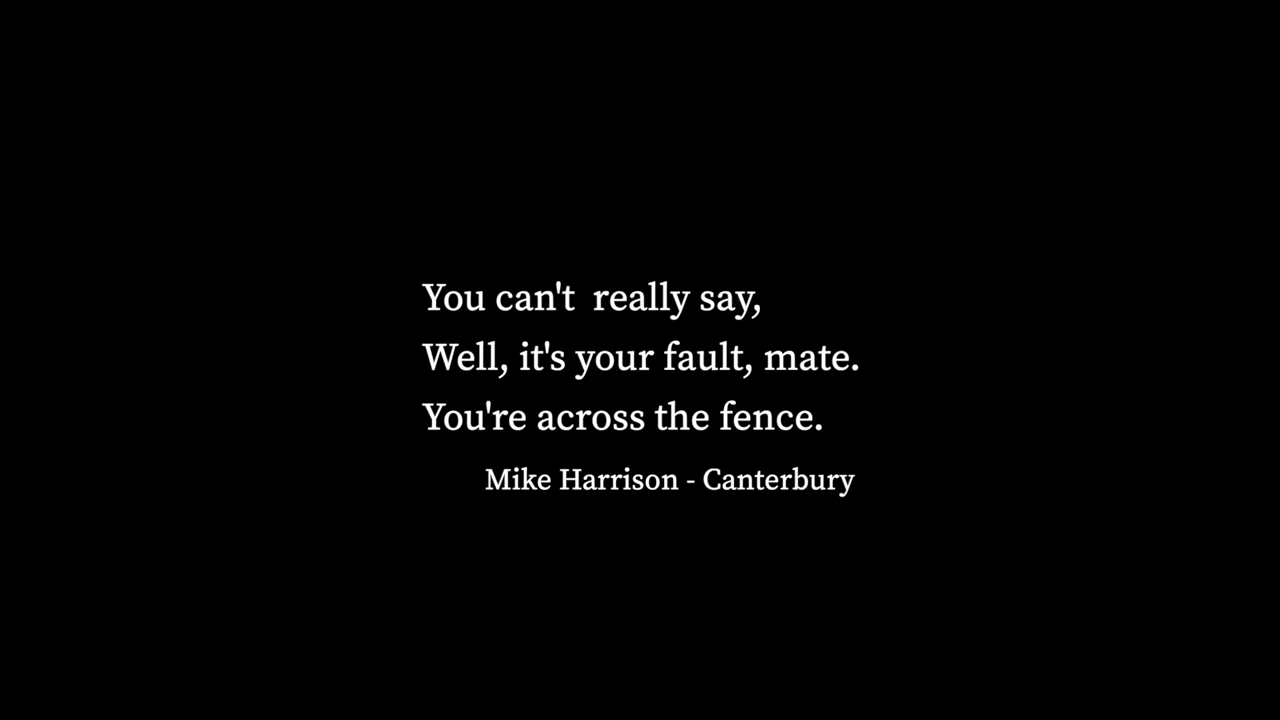 You can't  really say,
Well, it's your fault, mate.
You're across the fence.
Mike Harrison - Canterbury